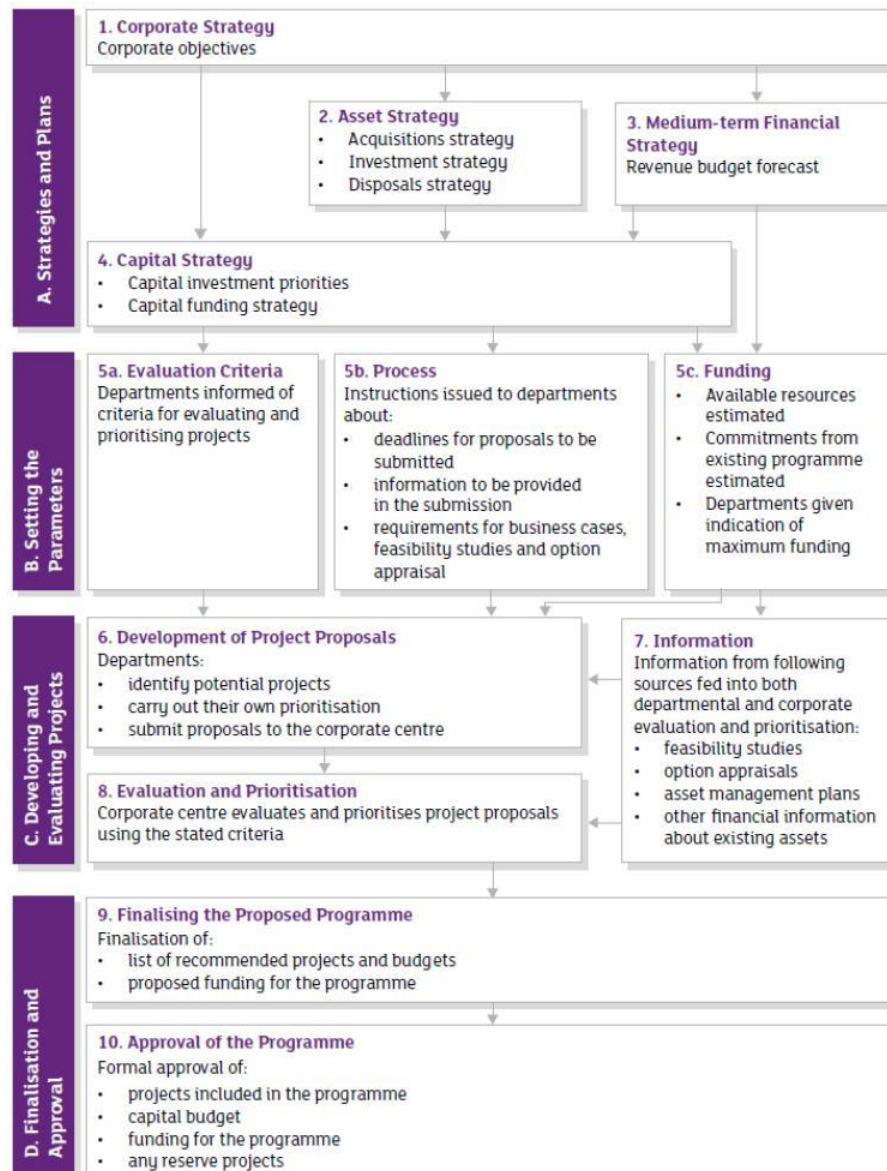 A. Strategies and Plans
1. Corporate Strategy
Corporate objectives
2. Asset Strategy
• Acquisitions strategy
• Investment strategy
• Disposals strategy
3. Medium-term Financial
Strategy
Revenue budget forecast
4. Capital Strategy
• Capital investment priorities
• Capital funding strategy
B. Setting the
Parameters
5a. Evaluation Criteria
Departments informed of
criteria for evaluating and
prioritising projects
5b. Process
Instructions issued to departments
about:
• deadlines for proposals to be
submitted
• information to be provided
in the submission
• requirements for business cases,
feasibility studies and option
appraisal
5c. Funding
• Available resources
estimated
• Commitments from
existing programme
estimated
• Departments given
indication of
maximum funding
C. Developing and
Evaluating Projects
6. Development of Project Proposals
Departments:
• identify potential projects
• carry out their own prioritisation
• submit proposals to the corporate centre
7. Information
Information from following
sources fed into both
departmental and corporate
evaluation and prioritisation:
• feasibility studies
• option appraisals
• asset management plans
• other financial information
about existing assets
8. Evaluation and Prioritisation
Corporate centre evaluates and prioritises project proposals
using the stated criteria
D. Finalisation and
Approval
9. Finalising the Proposed Programme
Finalisation of:
• list of recommended projects and budgets
• proposed funding for the programme
10. Approval of the Programme
Formal approval of:
• projects included in the programme
• capital budget
• funding for the programme
• any reserve projects